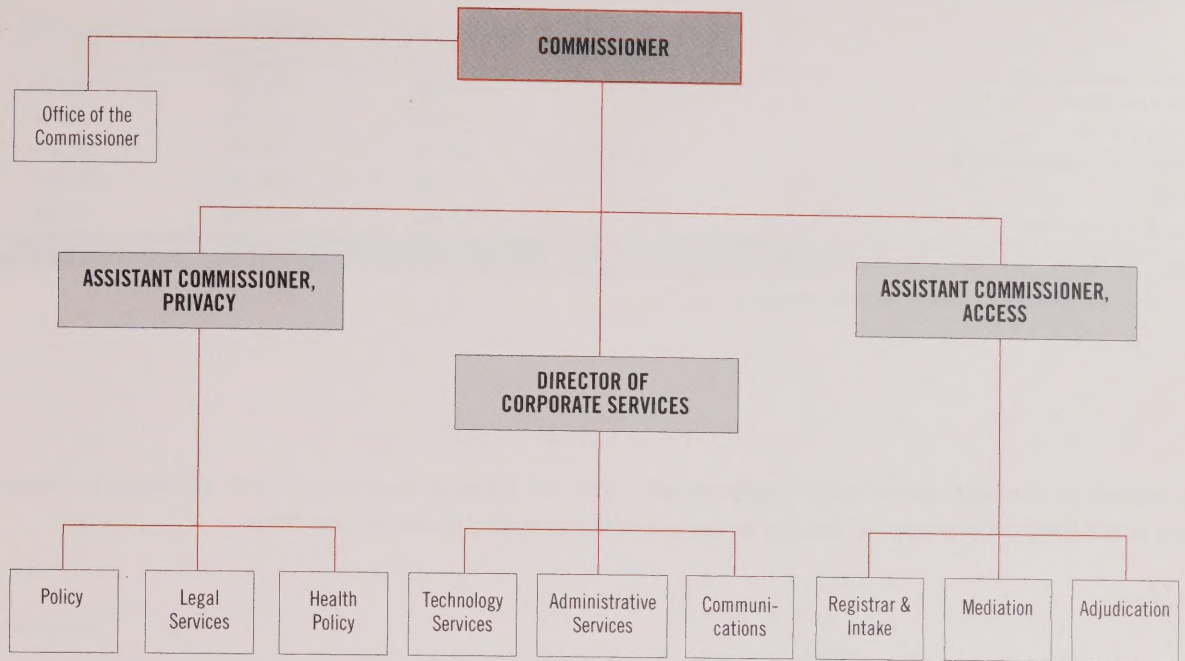 COMMISSIONER
Office of the
Commissioner
ASSISTANT COMMISSIONER,
PRIVACY
ASSISTANT COMMISSIONER,
ACCESS
DIRECTOR OF
CORPORATE SERVICES
Policy
Legal
Services
Health
Policy
Technology
Services
Administrative
Services
Communi-
cations
Registrar &
Intake
Mediation
Adjudication